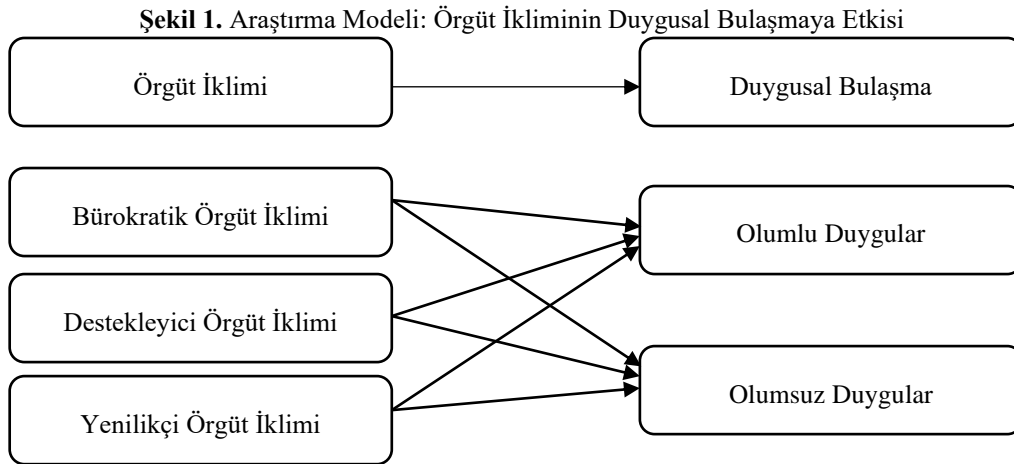 Şekil 1. Araştırma Modeli: Örgüt İkliminin Duygusal Bulaşmaya Etkisi
Örgüt İklimi
Duygusal Bulaşma
Bürokratik Örgüt İklimi
Olumlu Duygular
Destekleyici Örgüt İklimi
Olumsuz Duygular
Yenilikçi Örgüt İklimi